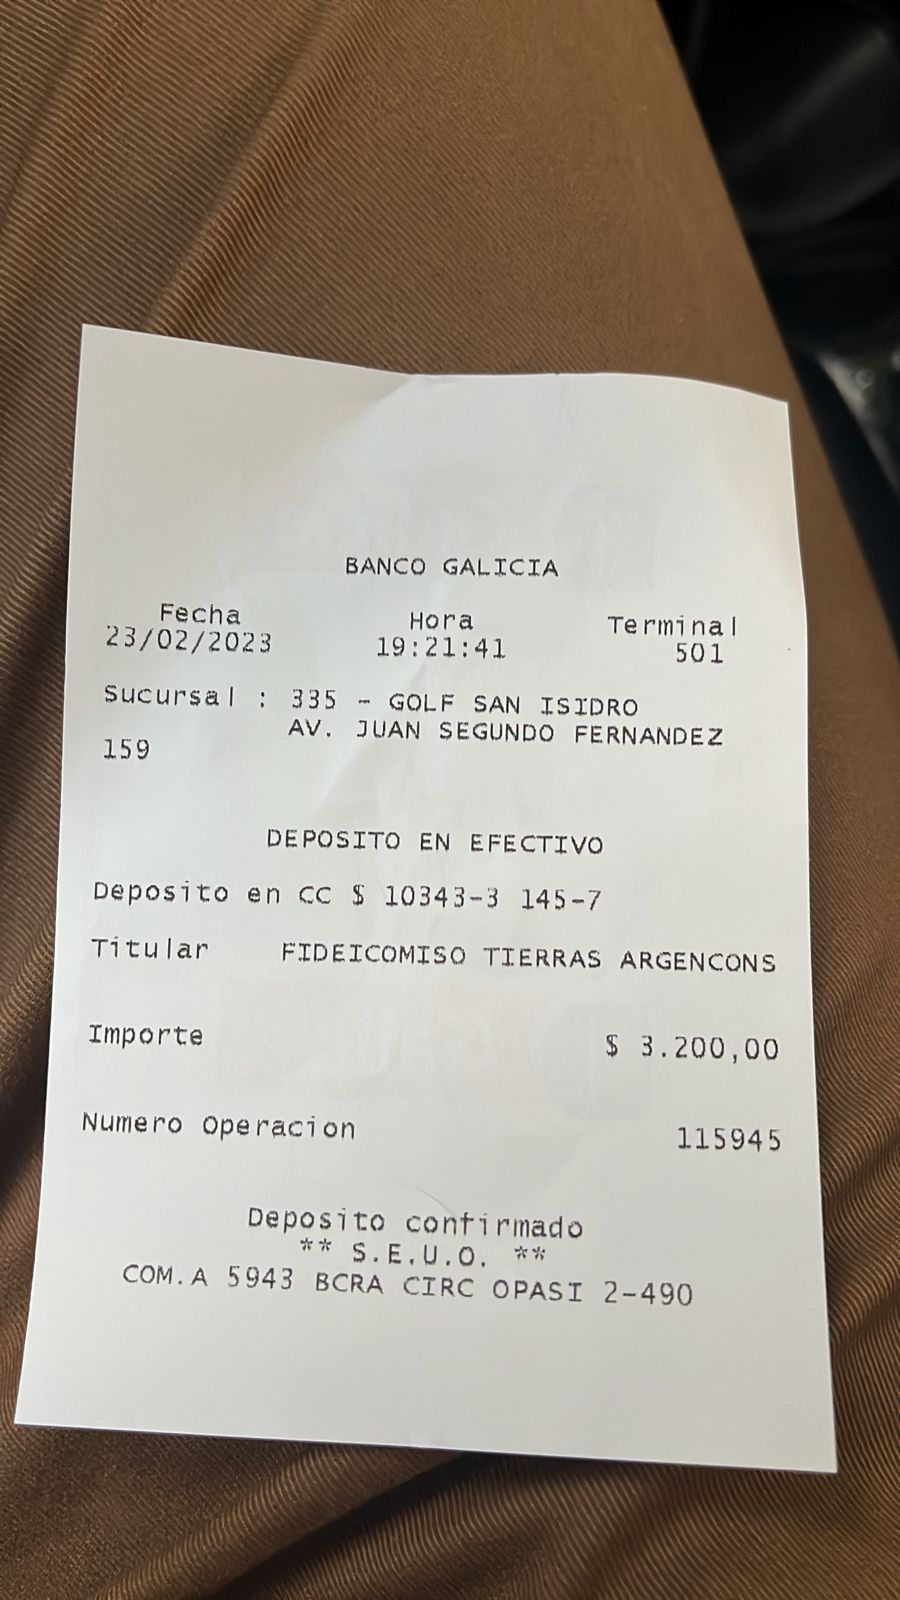 BANCO GALICIA
Fecha Hora Terminal
23/02/2023 19:21:41 501
Sucursal : 335 - GOLF SAN ISIDRO
AV. JUAN SEGUNDO FERNANDEZ
159
DEPOSITO EN EFECTIVO
Deposito en CC $ 10343-3 145-7
Titular FIDEICOMISO TIERRAS ARGENCONS
Importe $ 3.200,00
Numero Operacion 115945
Deposito confirmado
** S.E.U.O. **
COM.A 5943 BCRA CIRC OPASI 2-490